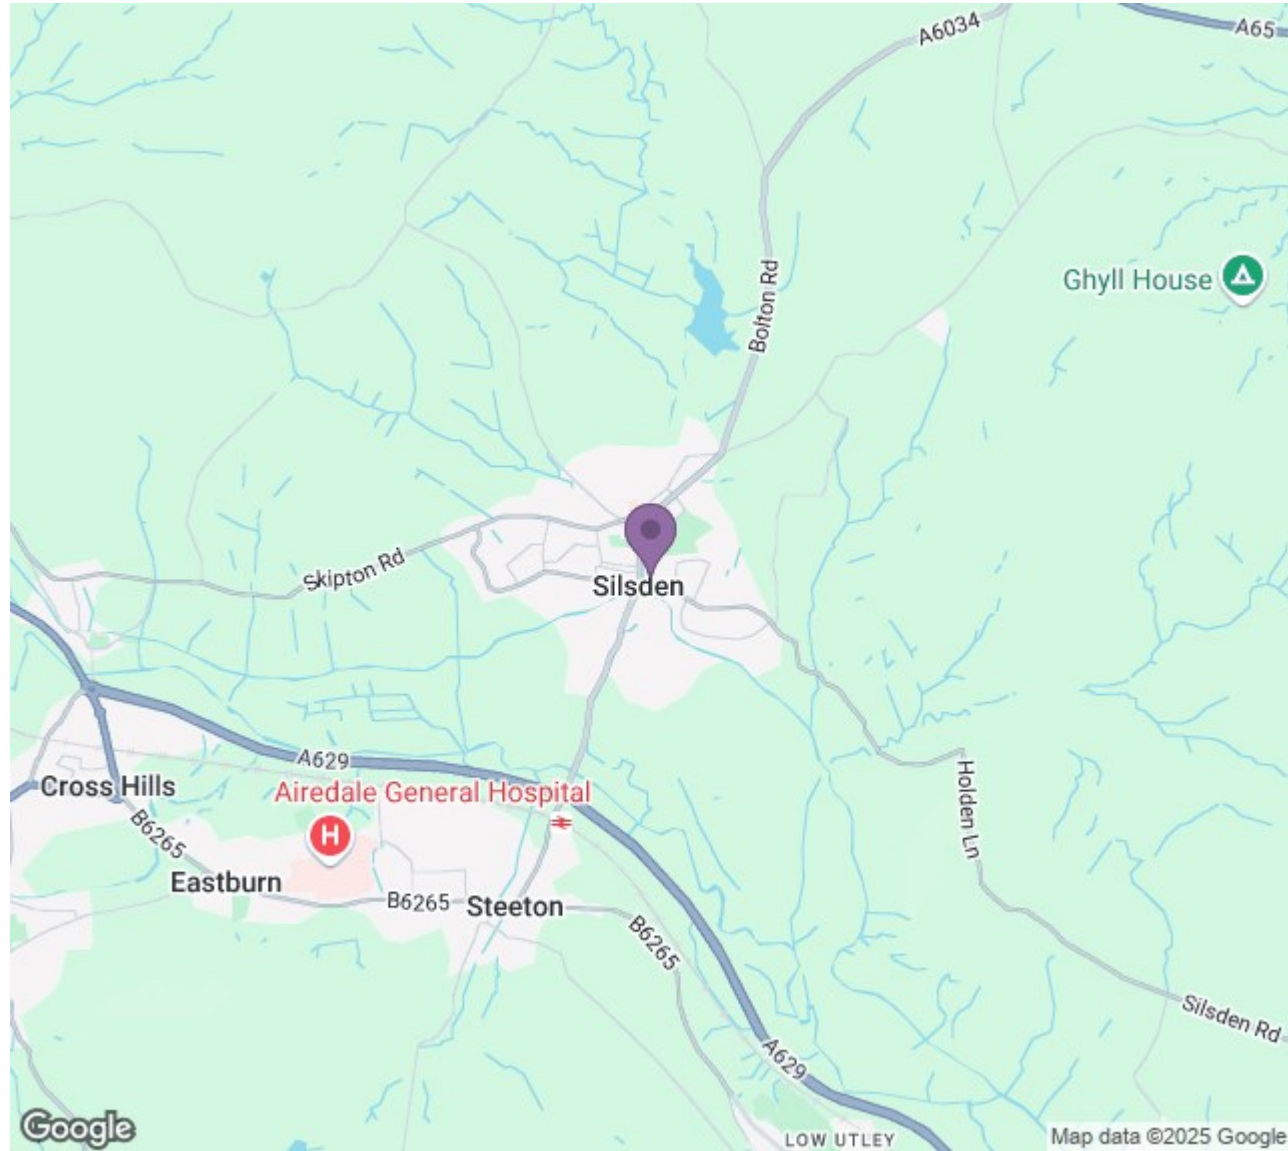 A6034
A65
Bolton Rd
Ghyll House
Skipton Rd
Silsden
A629
Cross Hills
Airedale General Hospital
H
B6265
Eastburn
B6265
Steeton
B6265
Holden Ln
Silsden Rd
A629
LOW UTLEY
Google
Map data ©2025 Google